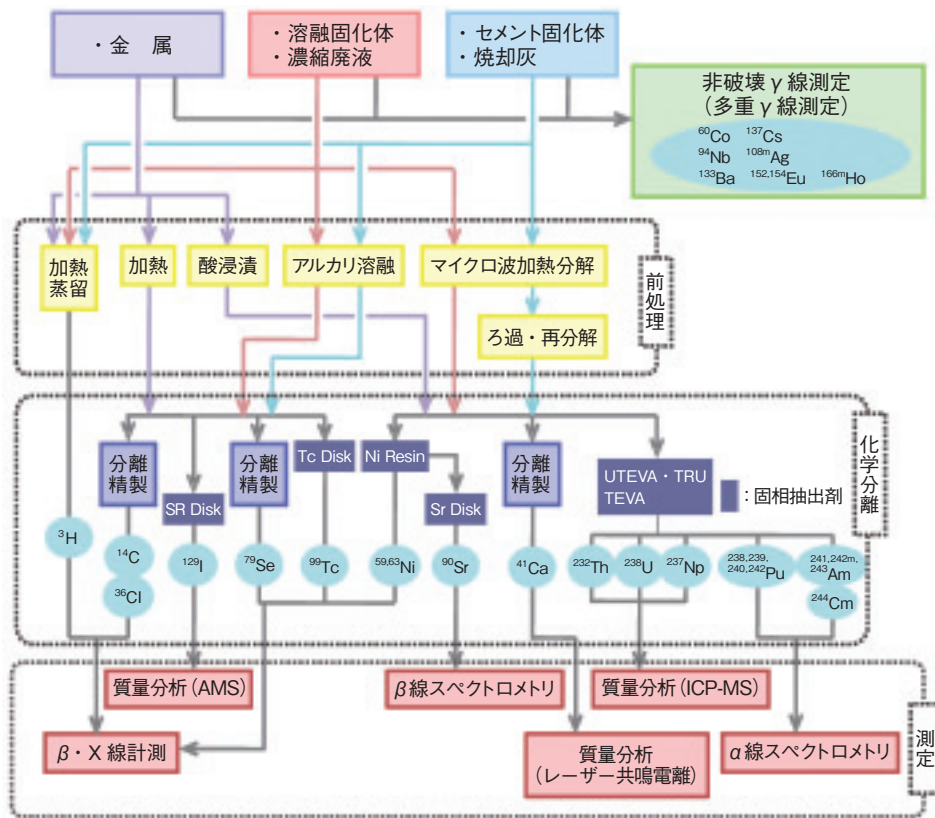 ・金　属
・溶融固化体
・濃縮廃液
・セメント固化体
・焼却灰
非破壊γ線測定
（多重γ線測定）
⁶⁰Co ¹³⁷Cs
⁹⁴Nb ¹⁰⁸ᵐAg
¹³³Ba ¹⁵²,¹⁵⁴Eu ¹⁶⁶ᵐHo
加熱
蒸留
加熱
酸浸漬
アルカリ溶融
マイクロ波加熱分解
ろ過・再分解
前処理
分離
精製
SR Disk
分離
精製
Tc Disk
Ni Resin
Sr Disk
分離
精製
UTEVA・TRU
TEVA
：固相抽出剤
化学分離
³H
¹⁴C
³⁶Cl
¹²⁹I
⁷⁹Se
⁹⁹Tc
⁵⁹,⁶³Ni
⁹⁰Sr
⁴¹Ca
²³²Th
²³⁸U
²³⁷Np
²³⁸,²³⁹,
²⁴⁰,²⁴²Pu
²⁴¹,²⁴²ᵐ,
²⁴³Am
²⁴⁴Cm
質量分析（AMS）
β線スペクトロメトリ
質量分析（ICP-MS）
β・X 線計測
質量分析
（レーザー共鳴電離）
α線スペクトロメトリ
測定